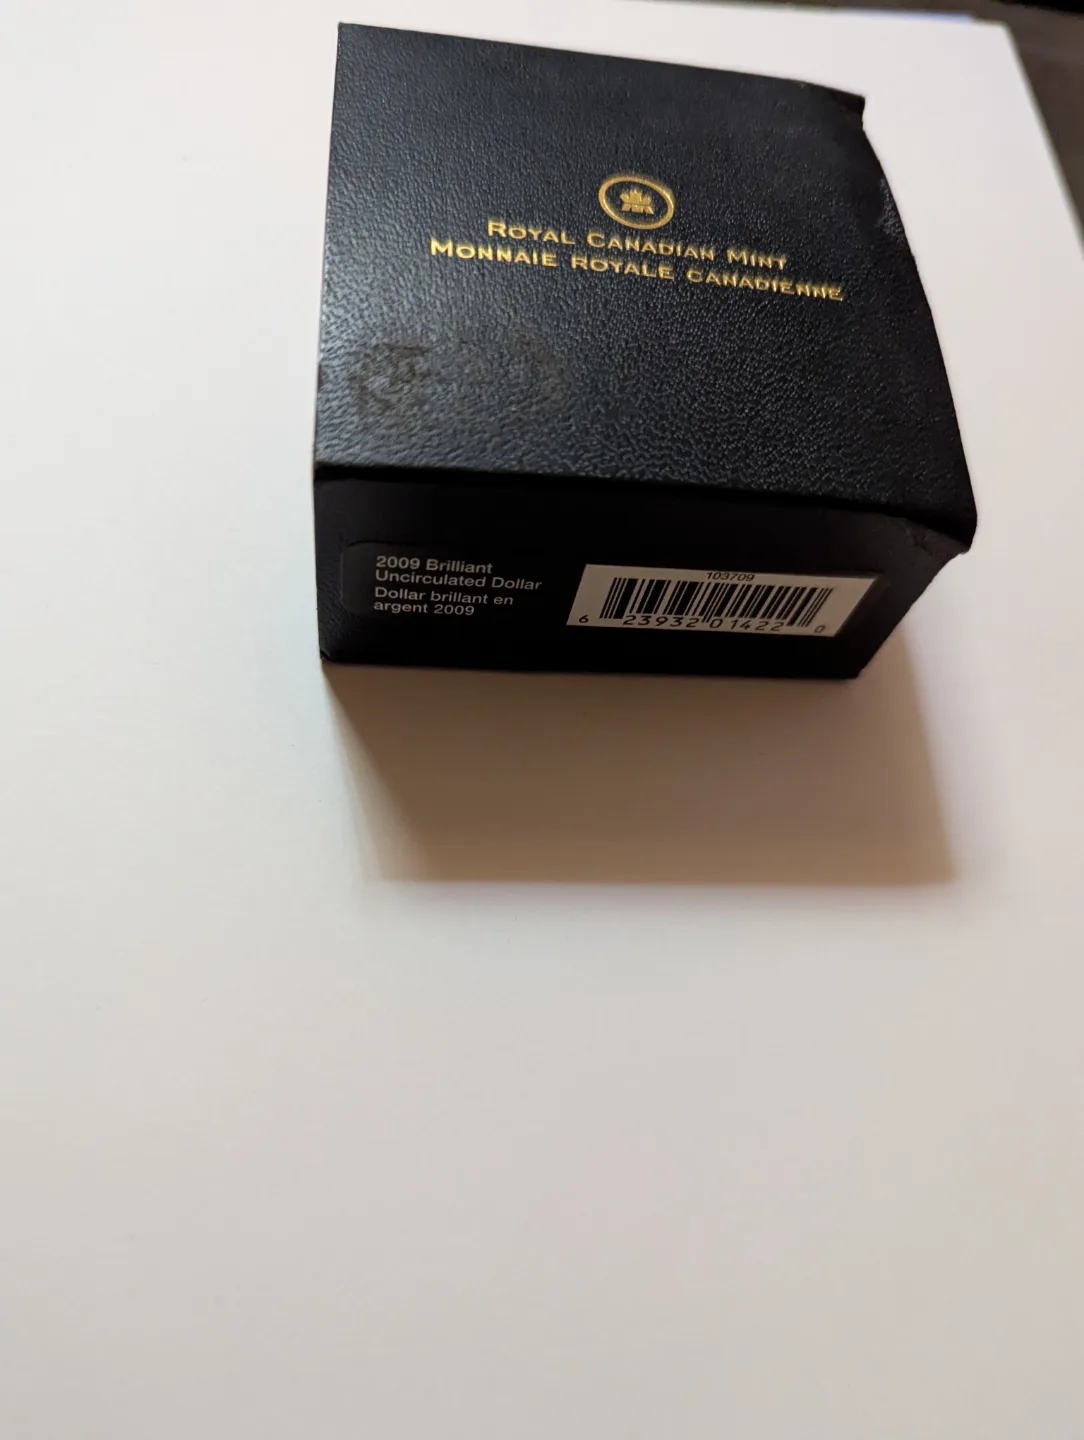 ROYAL CANADIAN MINT
MONNAIE ROYALE CANADIENNE
2009 Brilliant
Uncirculated Dollar
Dollar brillant en
argent 2009
103709
6 23932 01422 0